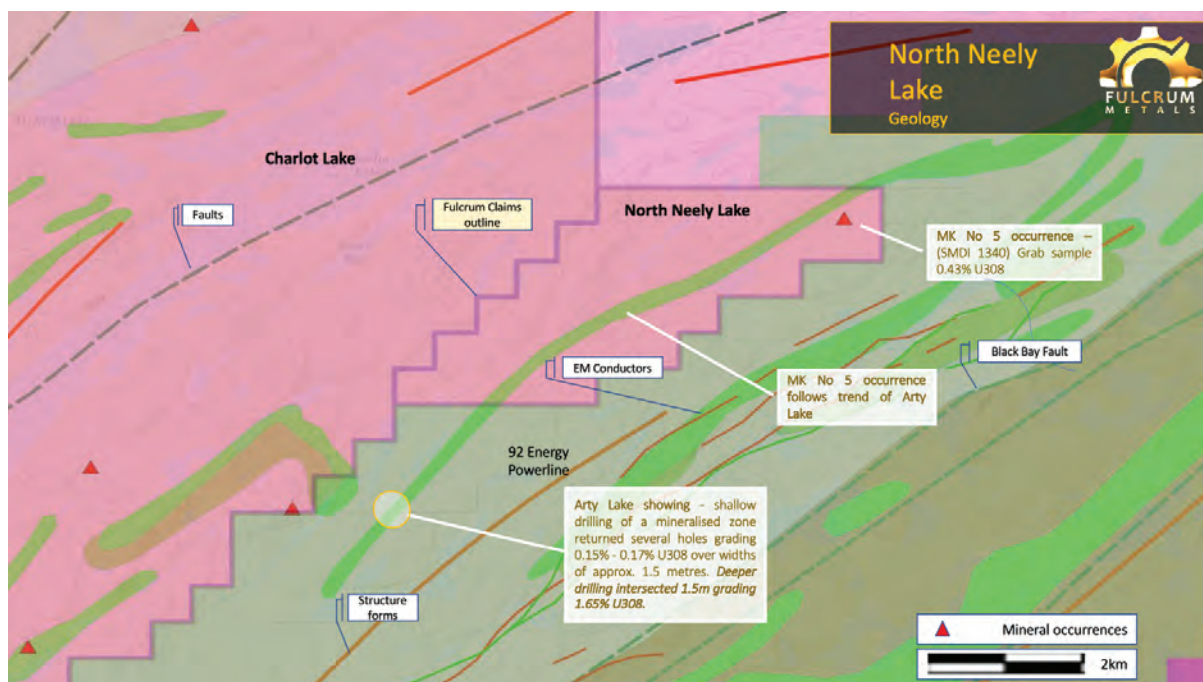 North Neely
Lake
Geology
FULCRUM
METALS
Charlot Lake
Faults
Fulcrum Claims
outline
North Neely Lake
MK No 5 occurrence –
(SMDI 1340) Grab sample
0.43% U308
EM Conductors
Black Bay Fault
MK No 5 occurrence
follows trend of Arty
Lake
92 Energy
Powerline
Arty Lake showing - shallow
drilling of a mineralised zone
returned several holes grading
0.15% - 0.17% U308 over widths
of approx. 1.5 metres. Deeper
drilling intersected 1.5m grading
1.65% U308.
Structure
forms
Mineral occurrences
2km